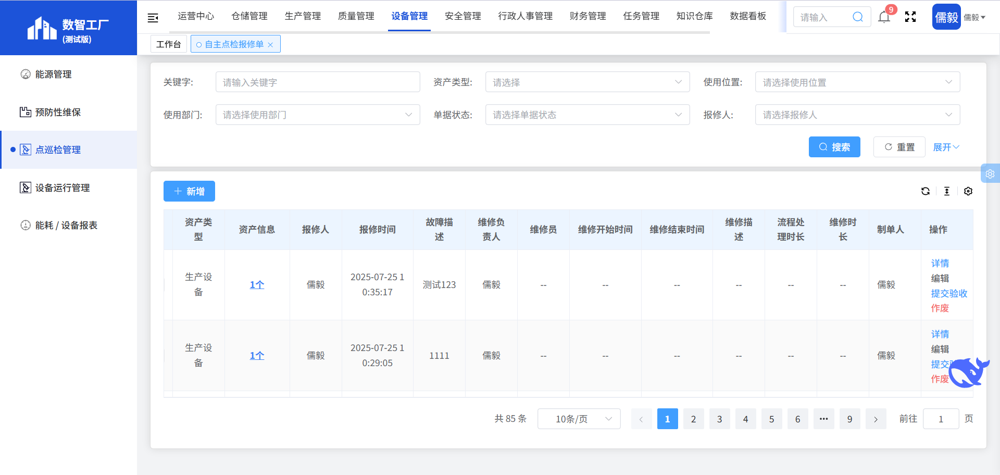 数智工厂
(测试版)
运营中心 仓储管理 生产管理 质量管理 设备管理 安全管理 行政人事管理 财务管理 任务管理 知识仓库 数据看板
请输入
9
儒毅
儒毅
工作台
自主点检报修单
能源管理
预防性维保
点巡检管理
设备运行管理
能耗 / 设备报表
关键字: 请输入关键字 资产类型: 请选择 使用位置: 请选择使用位置
使用部门: 请选择使用部门 单据状态: 请选择单据状态 报修人: 请选择报修人
搜索 重置 展开
新增
资产类型 资产信息 报修人 报修时间 故障描述 维修负责人 维修员 维修开始时间 维修结束时间 维修描述 流程处理时长 维修时长 制单人 操作
生产设备 1个 儒毅 2025-07-25 10:35:17 测试123 儒毅 -- -- -- -- -- -- 儒毅
详情
编辑
提交验收
作废
生产设备 1个 儒毅 2025-07-25 10:29:05 1111 儒毅 -- -- -- -- -- -- 儒毅
详情
编辑
提交
作废
共 85 条 10条/页 1 2 3 4 5 6 ••• 9 前往 1 页